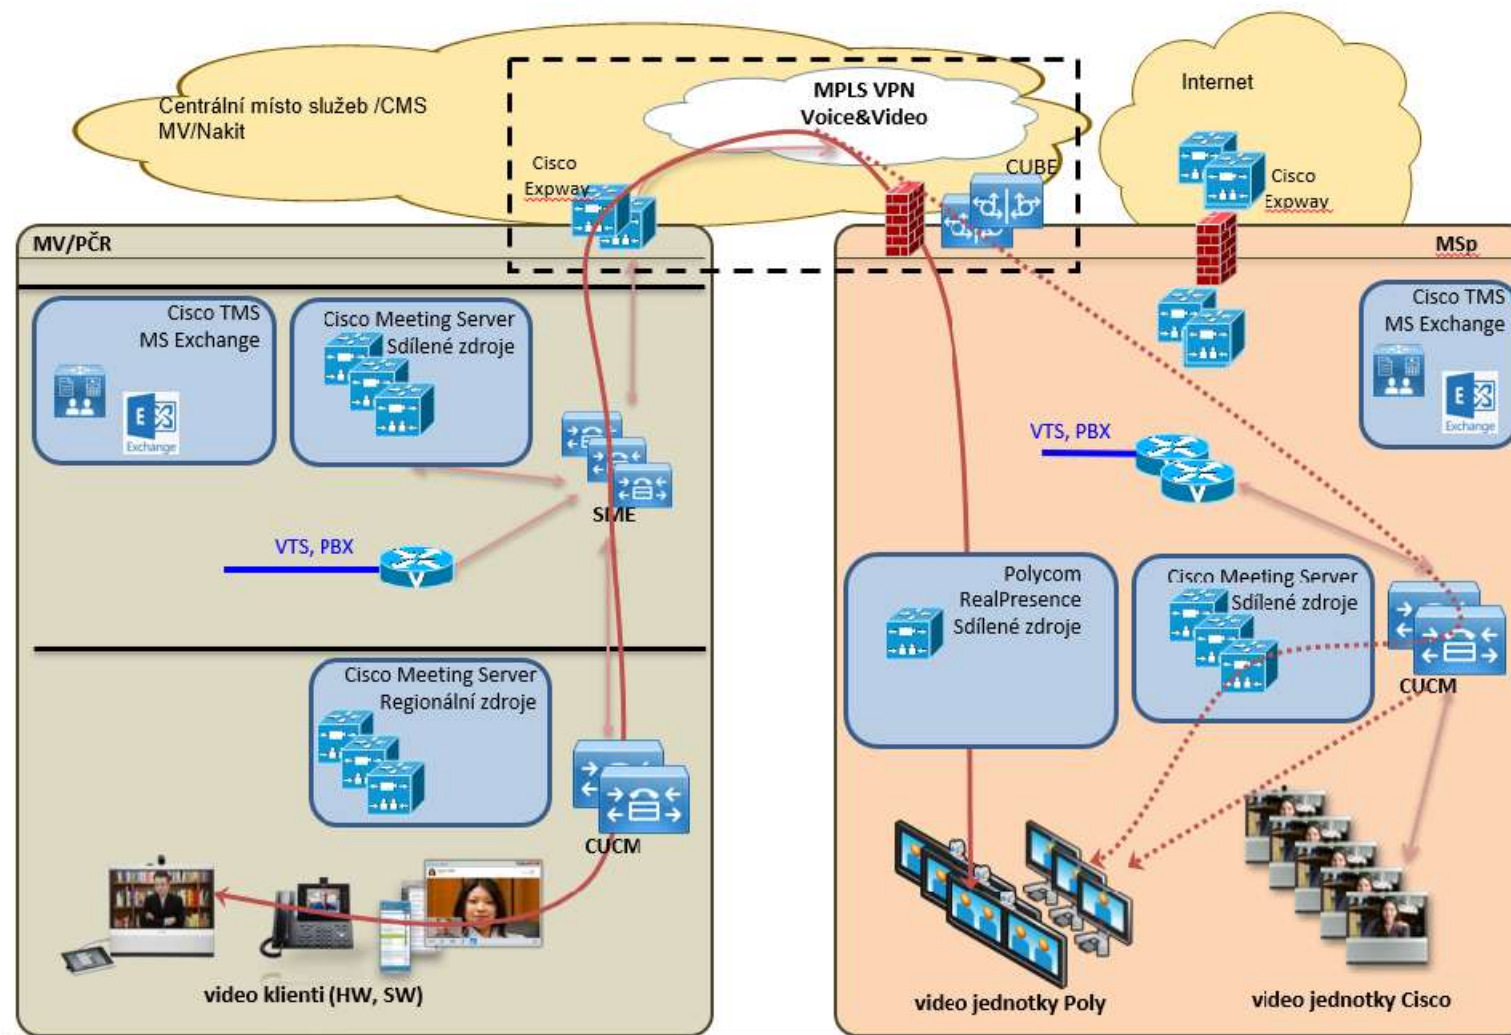 Centrální místo služeb /CMS
MV/Nakit
MPLS VPN
Voice&Video
Internet
Cisco
Expway
CUBE
Cisco
Expway
MV/PČR
MSp
Cisco TMS
MS Exchange
Exchange
Cisco Meeting Server
Sdílené zdroje
Cisco TMS
MS Exchange
Exchange
VTS, PBX
SME
VTS, PBX
V
V
Polycom
RealPresence
Sdílené zdroje
Cisco Meeting Server
Sdílené zdroje
Cisco Meeting Server
Regionální zdroje
CUCM
CUCM
video klienti (HW, SW)
video jednotky Poly
video jednotky Cisco